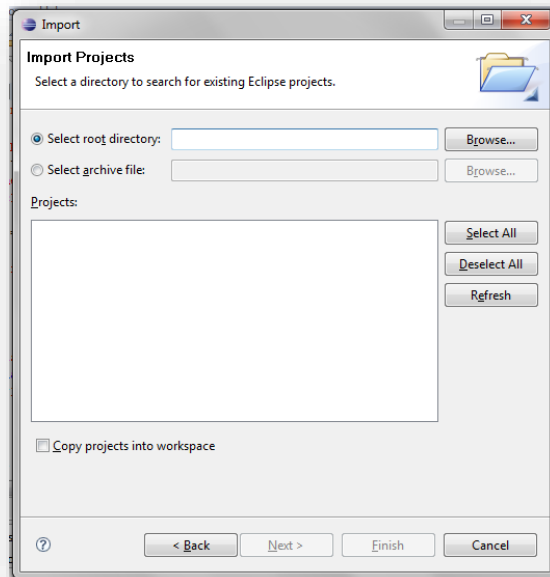 Import
Import Projects
Select a directory to search for existing Eclipse projects.
Select root directory: Browse...
Select archive file: Browse...
Projects:
Select All
Deselect All
Refresh
Copy projects into workspace
? < Back Next > Finish Cancel